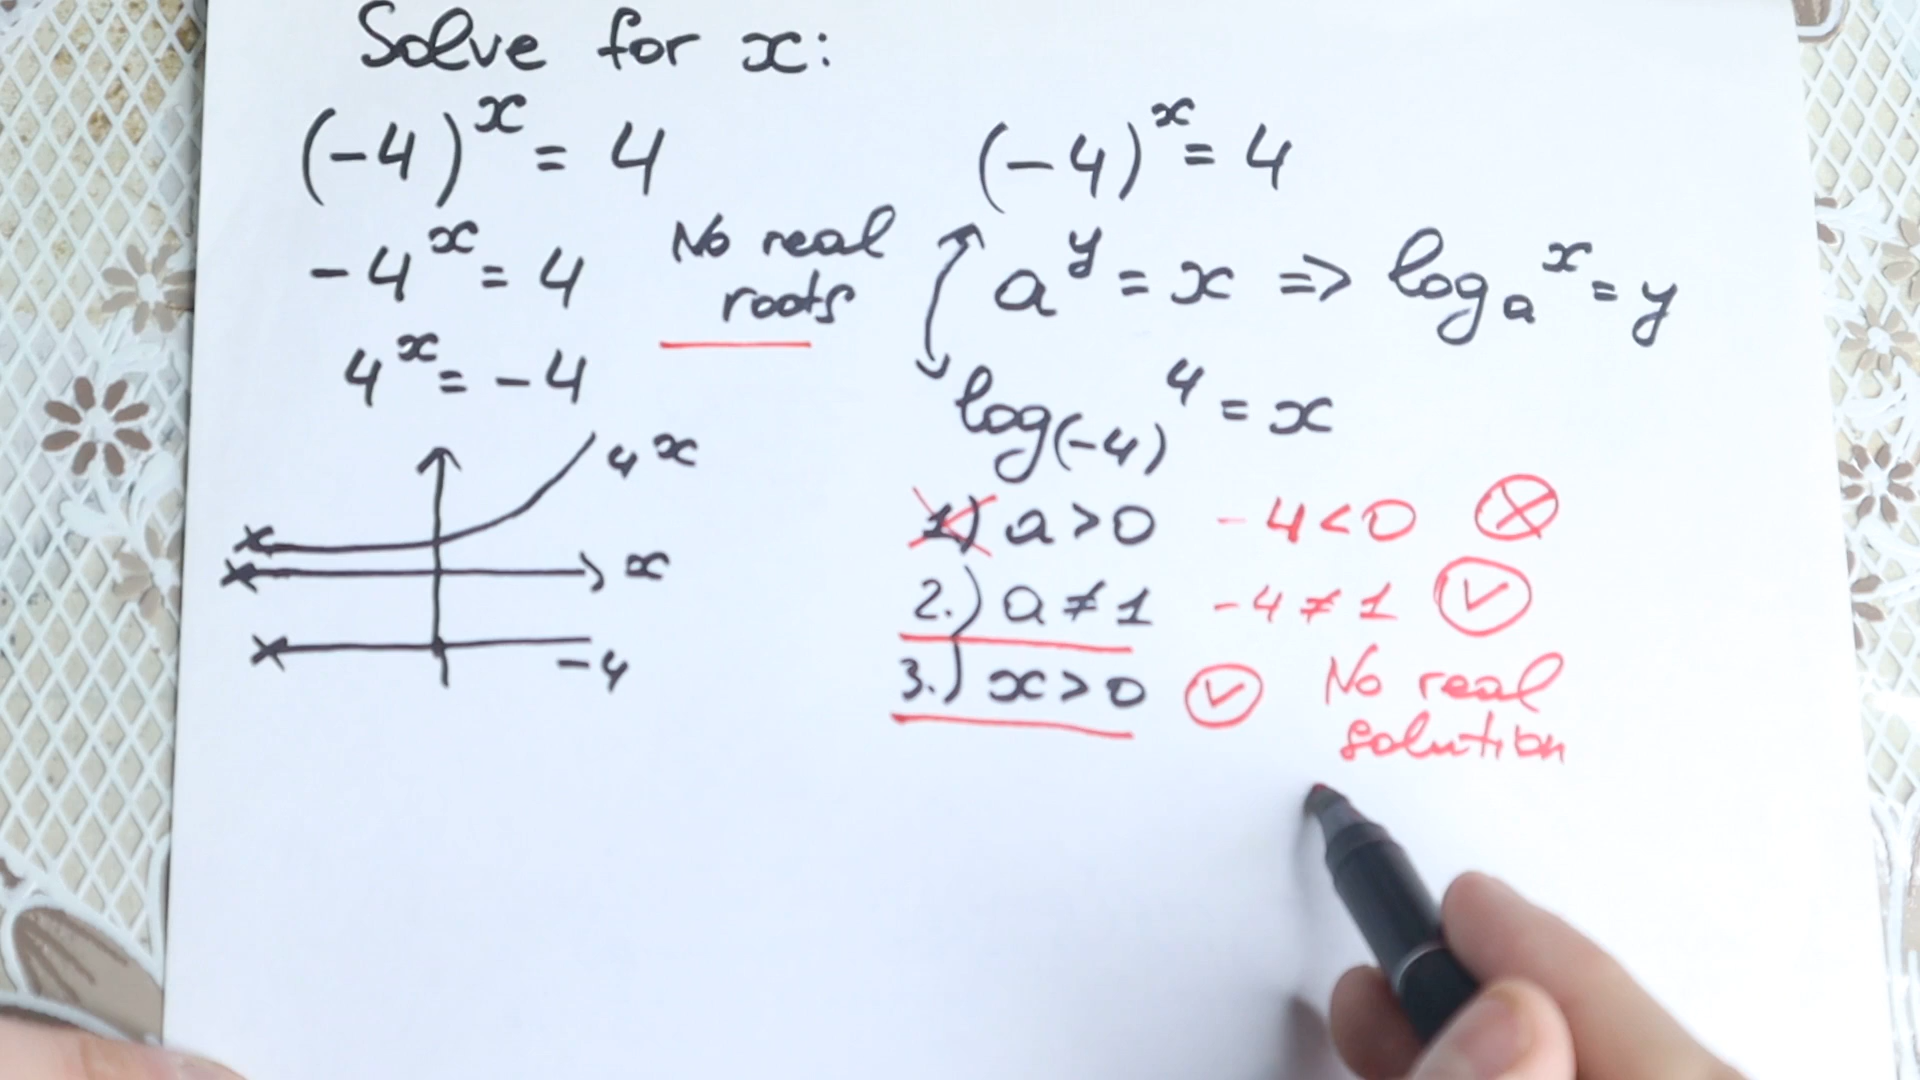 Solve for x:
(-4)^x = 4
-4^x = 4
No real
roots
4^x = -4
4^x
x
-4
(-4)^x = 4
a^y = x => log_a^x = y
log_(-4)^4 = x
1) a > 0 -4 < 0
2.) a ≠ 1 -4 ≠ 1
3.) x > 0
No real
solution